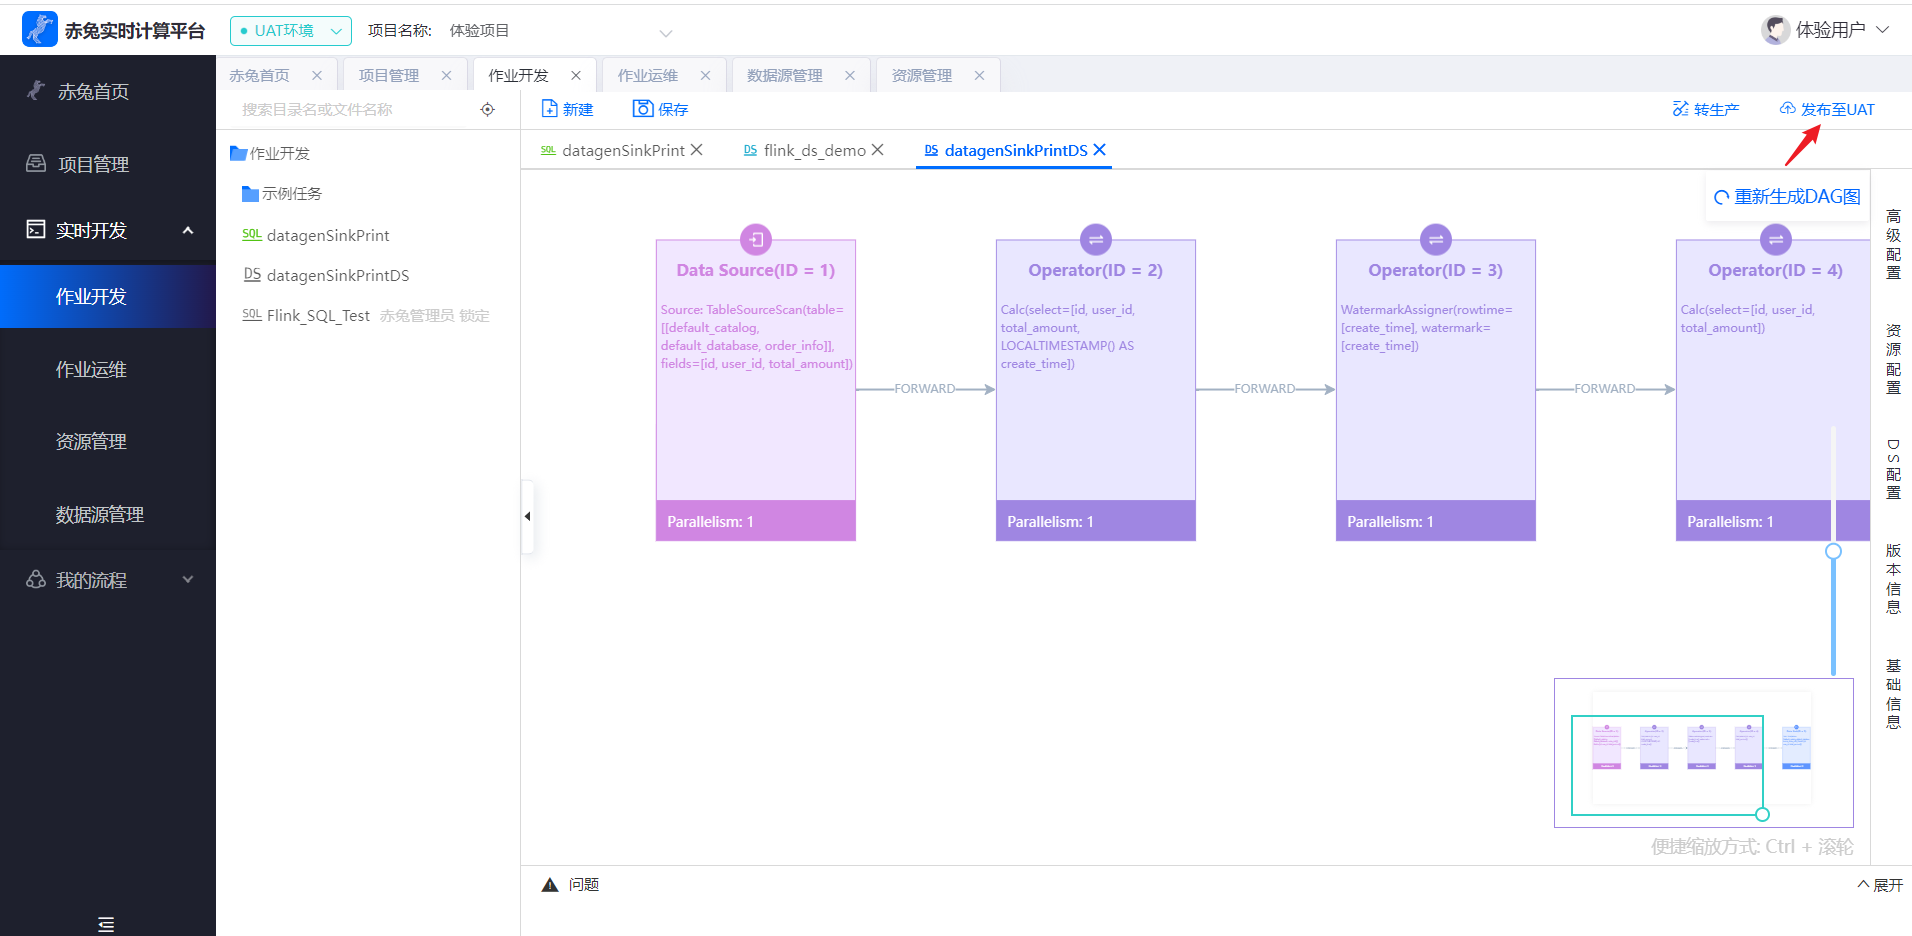 赤兔实时计算平台
UAT环境
项目名称:
体验项目
体验用户
赤兔首页
项目管理
实时开发
作业开发
作业运维
资源管理
数据源管理
我的流程
赤兔首页
项目管理
作业开发
作业运维
数据源管理
资源管理
搜索目录名或文件名称
作业开发
示例任务
SQL datagenSinkPrint
DS datagenSinkPrintDS
SQL Flink_SQL_Test 赤兔管理员 锁定
新建
保存
转生产
发布至UAT
SQL datagenSinkPrint
DS flink_ds_demo
DS datagenSinkPrintDS
重新生成DAG图
Data Source(ID = 1)
Source: TableSourceScan(table=
[[default_catalog,
default_database, order_info]],
fields=[id, user_id, total_amount])
Parallelism: 1
FORWARD
Operator(ID = 2)
Calc(select=[id, user_id,
total_amount,
LOCALTIMESTAMP() AS
create_time])
Parallelism: 1
FORWARD
Operator(ID = 3)
WatermarkAssigner(rowtime=
[create_time], watermark=
[create_time])
Parallelism: 1
FORWARD
Operator(ID = 4)
Calc(select=[id, user_id,
total_amount])
Parallelism: 1
高级配置
资源配置
DS配置
版本信息
基础信息
便捷缩放方式: Ctrl + 滚轮
问题
展开